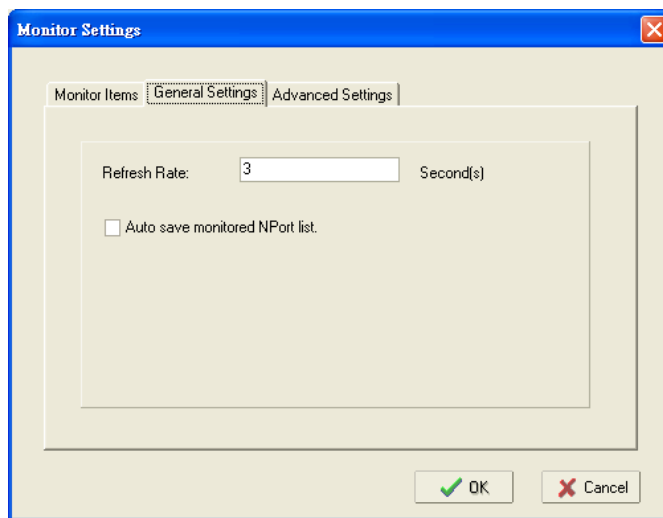 Monitor Settings
Monitor Items General Settings Advanced Settings
Refresh Rate: 3 Second(s)
Auto save monitored NPort list.
OK Cancel